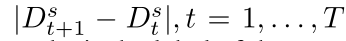 |D^s_{t+1} − D^s_t|, t = 1, . . . , T